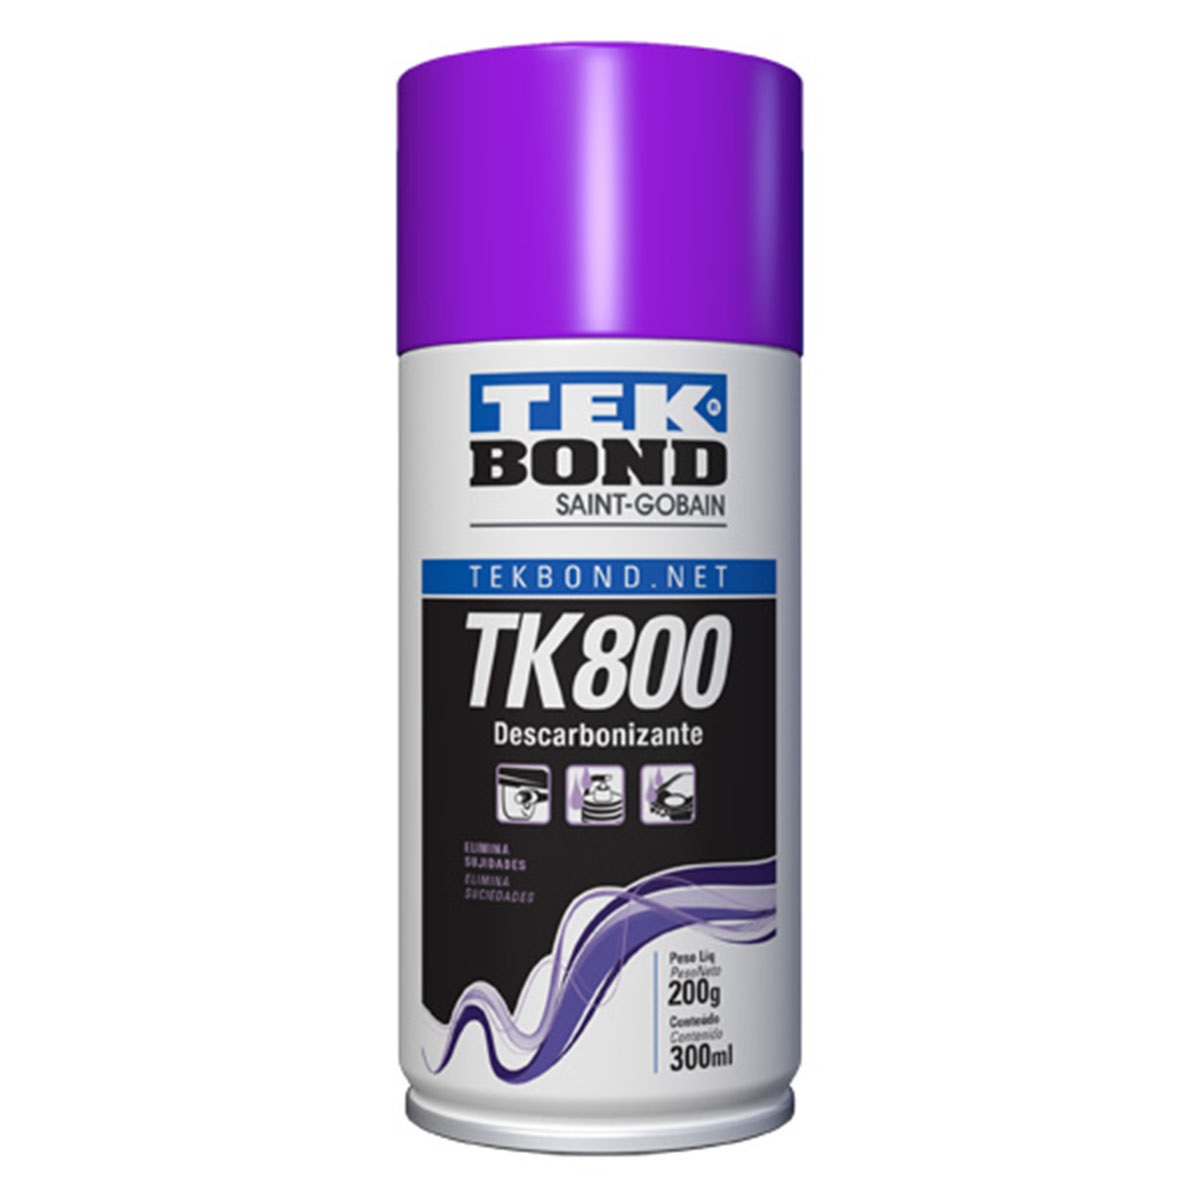 TEK®
BOND
SAINT-GOBAIN
TEKBOND.NET
TK800
Descarbonizante
ELIMINA
SUJIDADES
ELIMINA
SUCIEDADES
Peso Líq
Peso Neto
200g
Conteúdo
Contenido
300ml